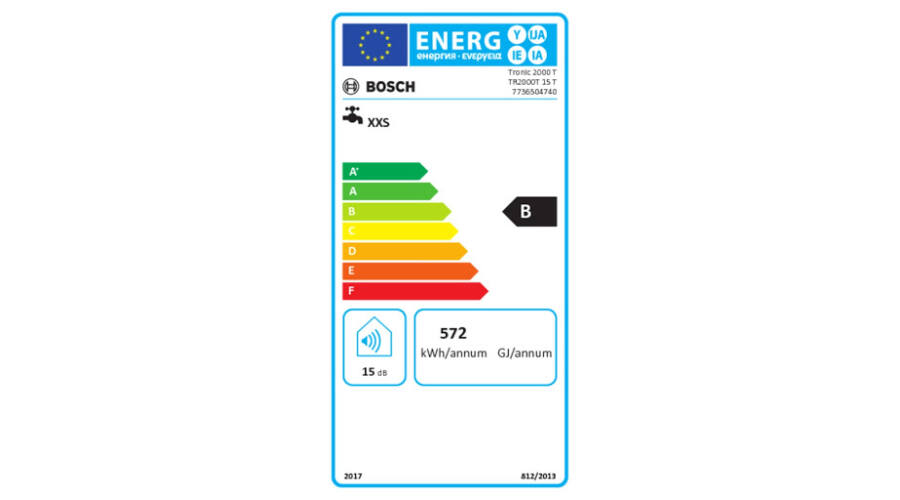 ENERG Y UA
енергия · ενεργεια IE IA
Tronic 2000 T
TR2000T 15 T
7736504740
BOSCH
XXS
A+
A
B
B
C
D
E
F
572
kWh/annum GJ/annum
15 dB
2017 812/2013